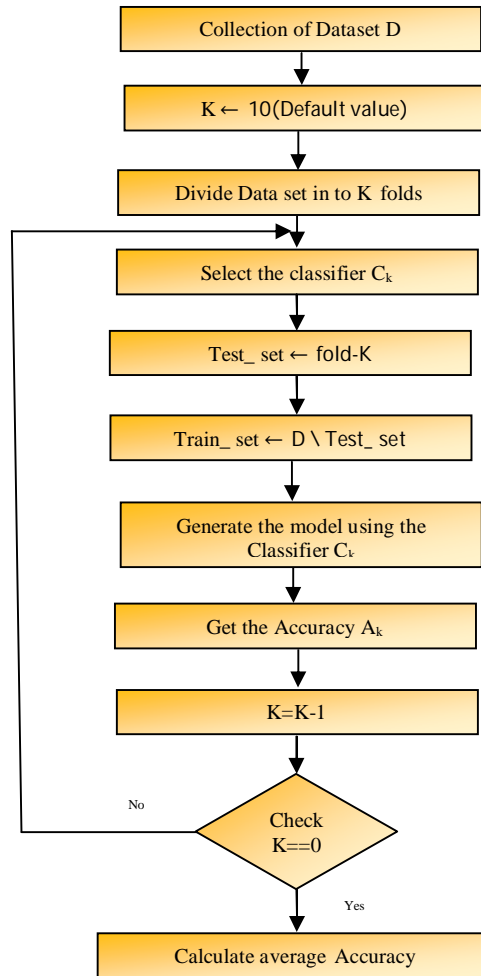 Collection of Dataset D
K ← 10(Default value)
Divide Data set in to K folds
Select the classifier Cₖ
Test_ set ← fold-K
Train_ set ← D \ Test_ set
Generate the model using the
Classifier Cₖ
Get the Accuracy Aₖ
K=K-1
Check
K==0
No
Yes
Calculate average Accuracy